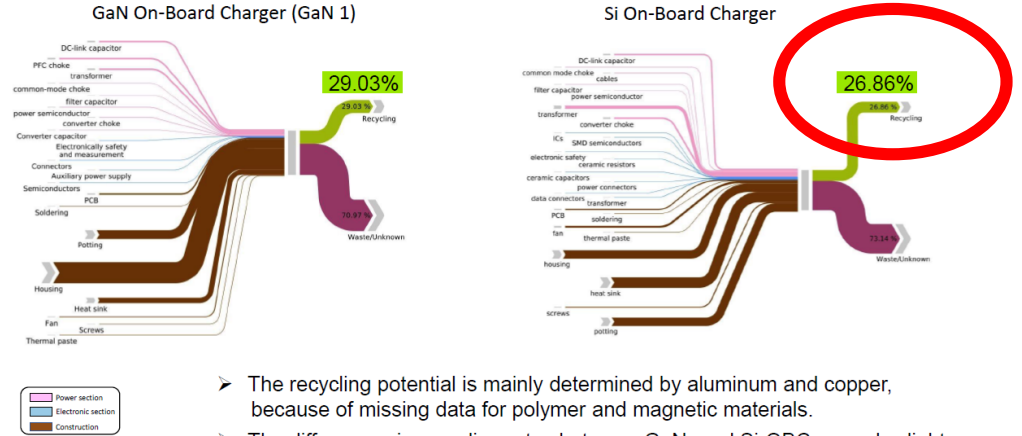 GaN On-Board Charger (GaN 1)
DC-link capacitor
PFC choke
transformer
common-mode choke
filter capacitor
power semiconductor
converter choke
Converter capacitor
Electronically safety
and measurement
Connectors
Auxiliary power supply
Semiconductors
PCB
Soldering
Potting
Housing
Heat sink
Fan
Screws
Thermal paste
29.03%
29.03 %
Recycling
70.97 %
Waste/Unknown
Si On-Board Charger
DC-link capacitor
common mode choke
cables
filter capacitor
power semiconductor
transformer
converter choke
ICs
SMD semiconductors
electronic safety
ceramic resistors
ceramic capacitors
power connectors
data connectors
transformer
PCB
soldering
fan
thermal paste
housing
heat sink
screws
potting
26.86%
26.86 %
Recycling
73.14 %
Waste/Unknown
Power section
Electronic section
Construction
➢ The recycling potential is mainly determined by aluminum and copper,
because of missing data for polymer and magnetic materials.